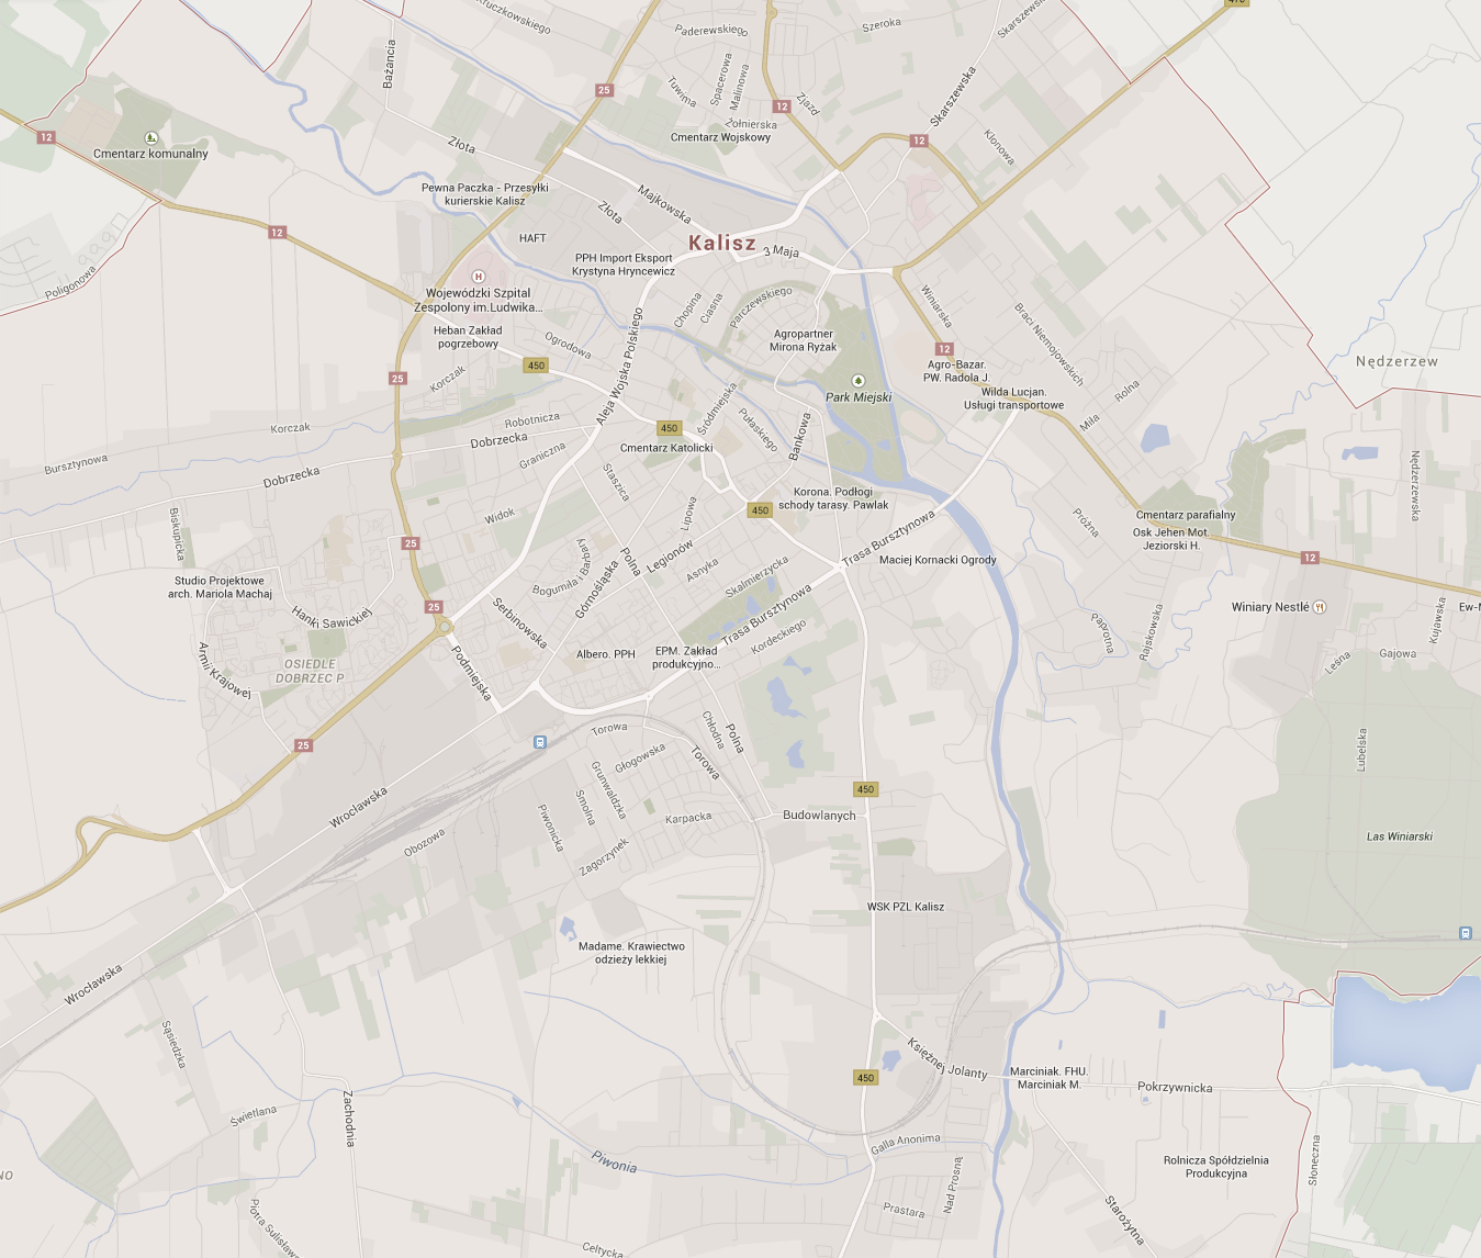 Kruczkowskiego
Paderewskiego
Szeroka
Skarszewska
470
Bażancia
25
Tuwima
Spacerowa
Malinowa
12
Zjazd
Skarszewska
12
Żołnierska
Cmentarz Wojskowy
12
Klonowa
Cmentarz komunalny
Złota
Pewna Paczka - Przesyłki
kurierskie Kalisz
Majkowska
Złota
12
HAFT
Kalisz
3 Maja
PPH Import Eksport
Krystyna Hryncewicz
Poligonowa
H
Wojewódzki Szpital
Zespolony im.Ludwika...
Chopina
Ciasna
Parczewskiego
Winiarska
Braci Niemojowskich
Heban Zakład
pogrzebowy
Ogrodowa
Aleja Wojska Polskiego
Agropartner
Mirona Ryżak
12
Nędzerzew
450
Agro-Bazar.
PW. Radola J.
25
Korczak
Park Miejski
Wilda Lucjan.
Usługi transportowe
Rolna
Miła
Śródmiejska
Pułaskiego
Bankowa
Korczak
Robotnicza
Dobrzecka
450
Cmentarz Katolicki
Bursztynowa
Dobrzecka
Graniczna
Staszica
Nędzerzewska
Korona. Podłogi
schody tarasy. Pawlak
450
Lipowa
Widok
Biskupicka
Próżna
Cmentarz parafialny
Osk Jehen Mot.
Jeziorski H.
25
Trasa Bursztynowa
12
Maciej Kornacki Ogrody
Legionów
Polna
Bogumiła i Barbary
Asnyka
Skalmierzycka
Studio Projektowe
arch. Mariola Machaj
Górnośląska
Trasa Bursztynowa
25
Hanki Sawickiej
Serbinowska
Kordeckiego
Paprotna
Rajskowska
Winiary Nestlé
Ew-M
Kujawska
Gajowa
Leśna
Armii Krajowej
OSIEDLE
DOBRZEC P
Podmiejska
Albero. PPH
EPM. Zakład
produkcyjno...
Torowa
Chłodna
Polna
25
Głogowska
Torowa
Lubelska
Grunwaldzka
Smolna
450
Wrocławska
Piwonicka
Karpacka
Budowlanych
Obozowa
Zagorzynek
Las Winiarski
WSK PZL Kalisz
Madame. Krawiectwo
odzieży lekkiej
Wrocławska
Sąsiedzka
Księżnej Jolanty
450
Marciniak. FHU.
Marciniak M.
Pokrzywnicka
Świetlana
Zachodnia
Galla Anonima
Piwonia
Słoneczna
Rolnicza Spółdzielnia
Produkcyjna
NO
Nad Prosną
Prastara
Starożytna
Piotra Sulisławs
Celtycka